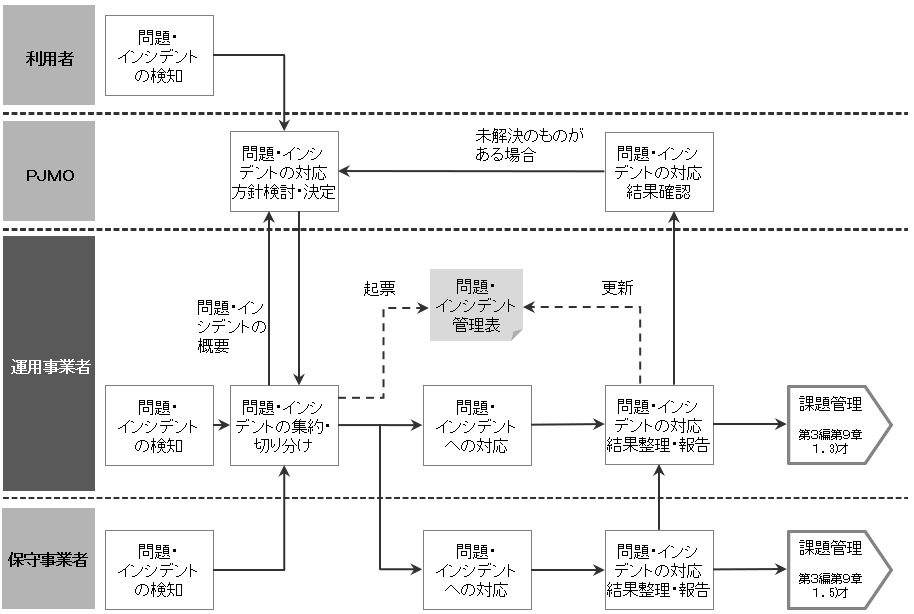 利用者
問題・
インシデント
の検知
PJMO
問題・インシ
デントの対応
方針検討・決定
未解決のものが
ある場合
問題・インシ
デントの対応
結果確認
運用事業者
問題・イン
シデントの
概要
起票
問題・
インシデント
管理表
更新
問題・
インシデント
の検知
問題・インシ
デントの集約・
切り分け
問題・
インシデント
への対応
問題・インシ
デントの対応
結果整理・報告
課題管理
第3編第9章
1.3)オ
保守事業者
問題・
インシデント
の検知
問題・
インシデント
への対応
問題・インシ
デントの対応
結果整理・報告
課題管理
第3編第9章
1.5)オ